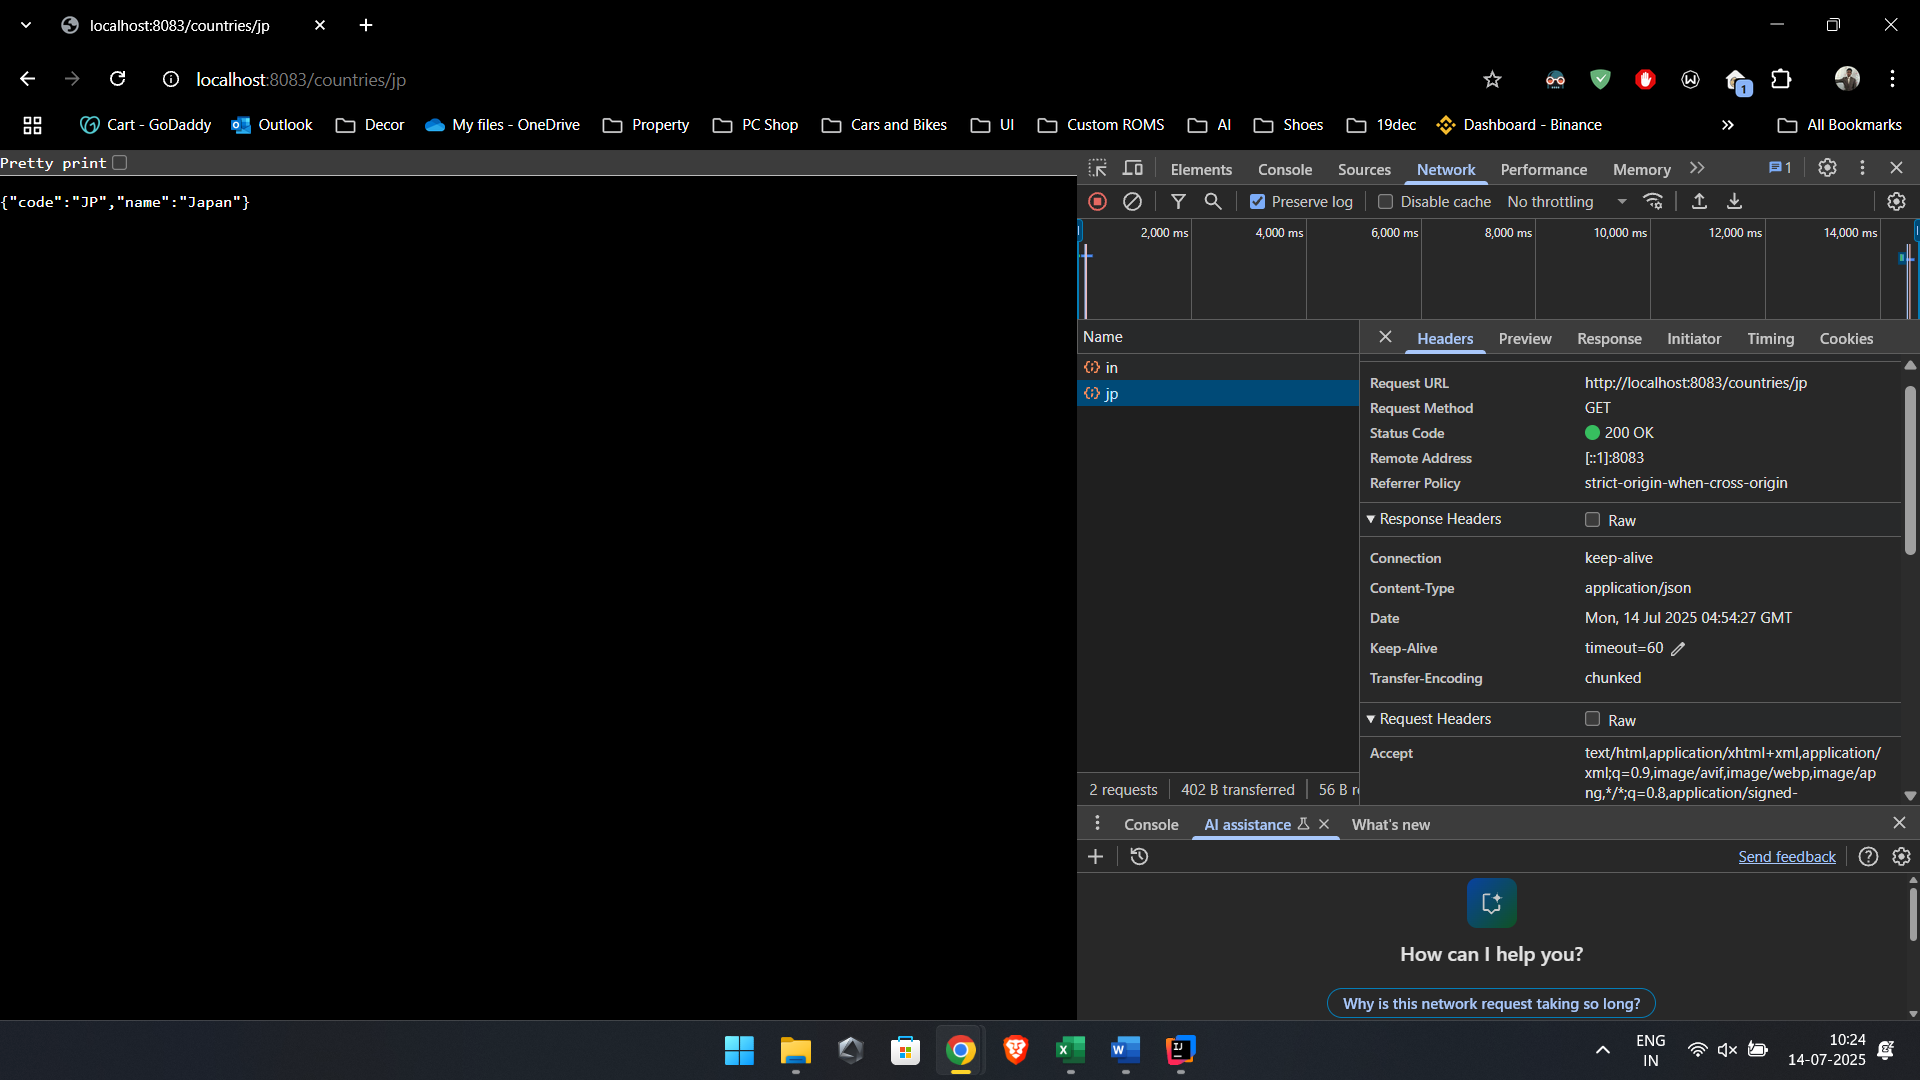 localhost:8083/countries/jp
localhost:8083/countries/jp
1
Cart - GoDaddy Outlook Decor My files - OneDrive Property PC Shop Cars and Bikes UI Custom ROMS AI Shoes 19dec Dashboard - Binance All Bookmarks
Pretty print
{"code":"JP","name":"Japan"}
Elements Console Sources Network Performance Memory 1
Preserve log Disable cache No throttling
2,000 ms 4,000 ms 6,000 ms 8,000 ms 10,000 ms 12,000 ms 14,000 ms
Name
in
jp
2 requests 402 B transferred 56 B r
Headers Preview Response Initiator Timing Cookies
Request URL http://localhost:8083/countries/jp
Request Method GET
Status Code 200 OK
Remote Address [::1]:8083
Referrer Policy strict-origin-when-cross-origin
Response Headers Raw
Connection keep-alive
Content-Type application/json
Date Mon, 14 Jul 2025 04:54:27 GMT
Keep-Alive timeout=60
Transfer-Encoding chunked
Request Headers Raw
Accept text/html,application/xhtml+xml,application/
xml;q=0.9,image/avif,image/webp,image/ap
ng,*/*;q=0.8,application/signed-
Console AI assistance What's new
Send feedback
How can I help you?
Why is this network request taking so long?
ENG
IN
10:24
14-07-2025